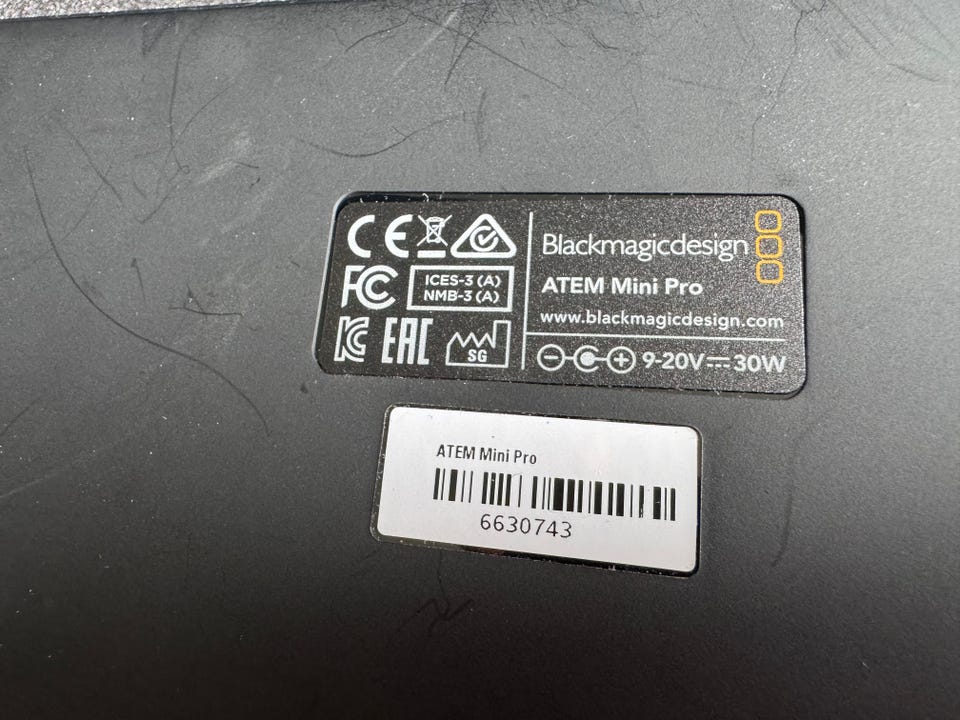 CE
FC
ICES-3 (A)
NMB-3 (A)
KC
EAC
SG
Blackmagicdesign
ATEM Mini Pro
www.blackmagicdesign.com
9-20V⎓30W
ATEM Mini Pro
6630743